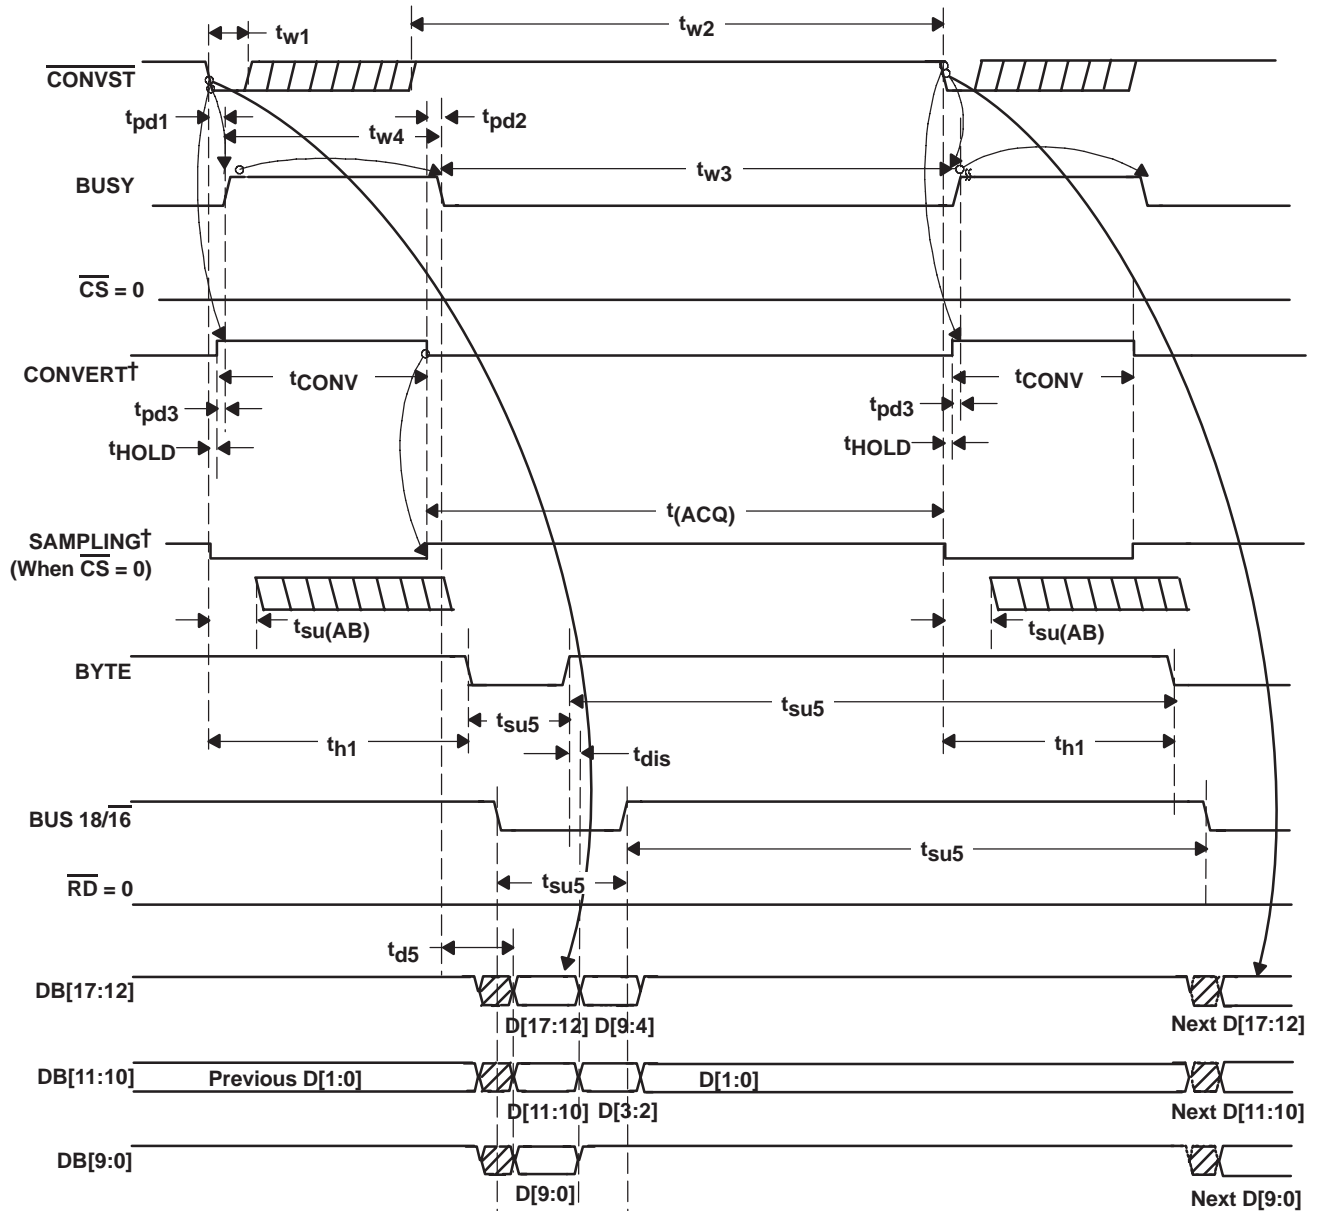 tw1
tw2
CONVST
tpd1
tw4
tpd2
BUSY
tw3
CS = 0
CONVERT†
tCONV
tCONV
tpd3
tpd3
tHOLD
tHOLD
t(ACQ)
SAMPLING†
(When CS = 0)
tsu(AB)
tsu(AB)
BYTE
tsu5
tsu5
th1
tdis
th1
BUS 18/16
tsu5
tsu5
RD = 0
td5
DB[17:12]
D[17:12] D[9:4]
Next D[17:12]
DB[11:10]
Previous D[1:0]
D[1:0]
D[11:10] D[3:2]
Next D[11:10]
DB[9:0]
D[9:0]
Next D[9:0]